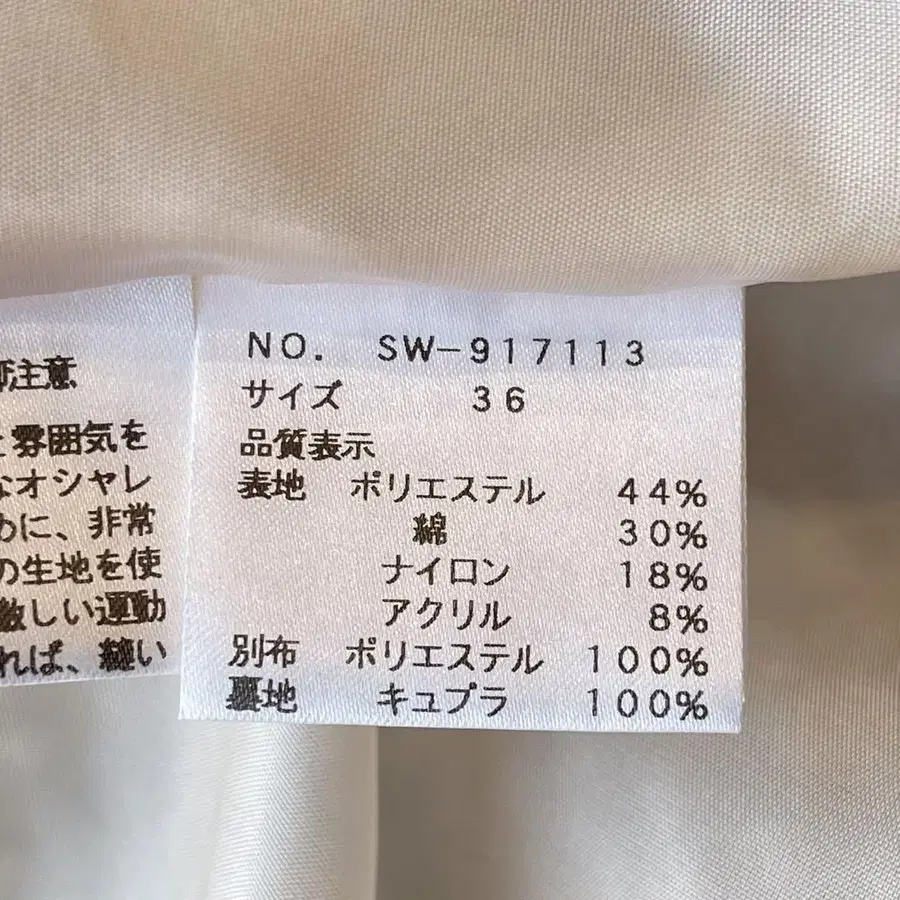 注意
雰囲気を
なオシャレ
めに、非常
の生地を使
激しい運動
れば、縫い
NO. SW-917113
サイズ 36
品質表示
表地 ポリエステル 44%
綿 30%
ナイロン 18%
アクリル 8%
別布 ポリエステル 100%
裏地 キュプラ 100%